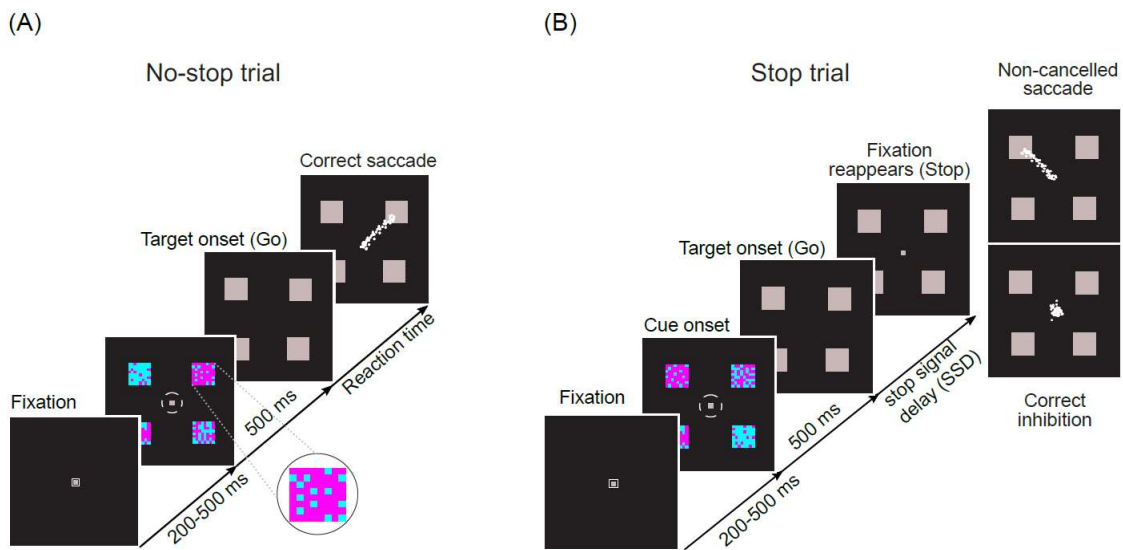 (A)
No-stop trial
Correct saccade
Target onset (Go)
Fixation
200-500 ms
500 ms
Reaction time
(B)
Stop trial
Non-cancelled
saccade
Fixation
reappears (Stop)
Target onset (Go)
Cue onset
Fixation
200-500 ms
500 ms
stop signal
delay (SSD)
Correct
inhibition